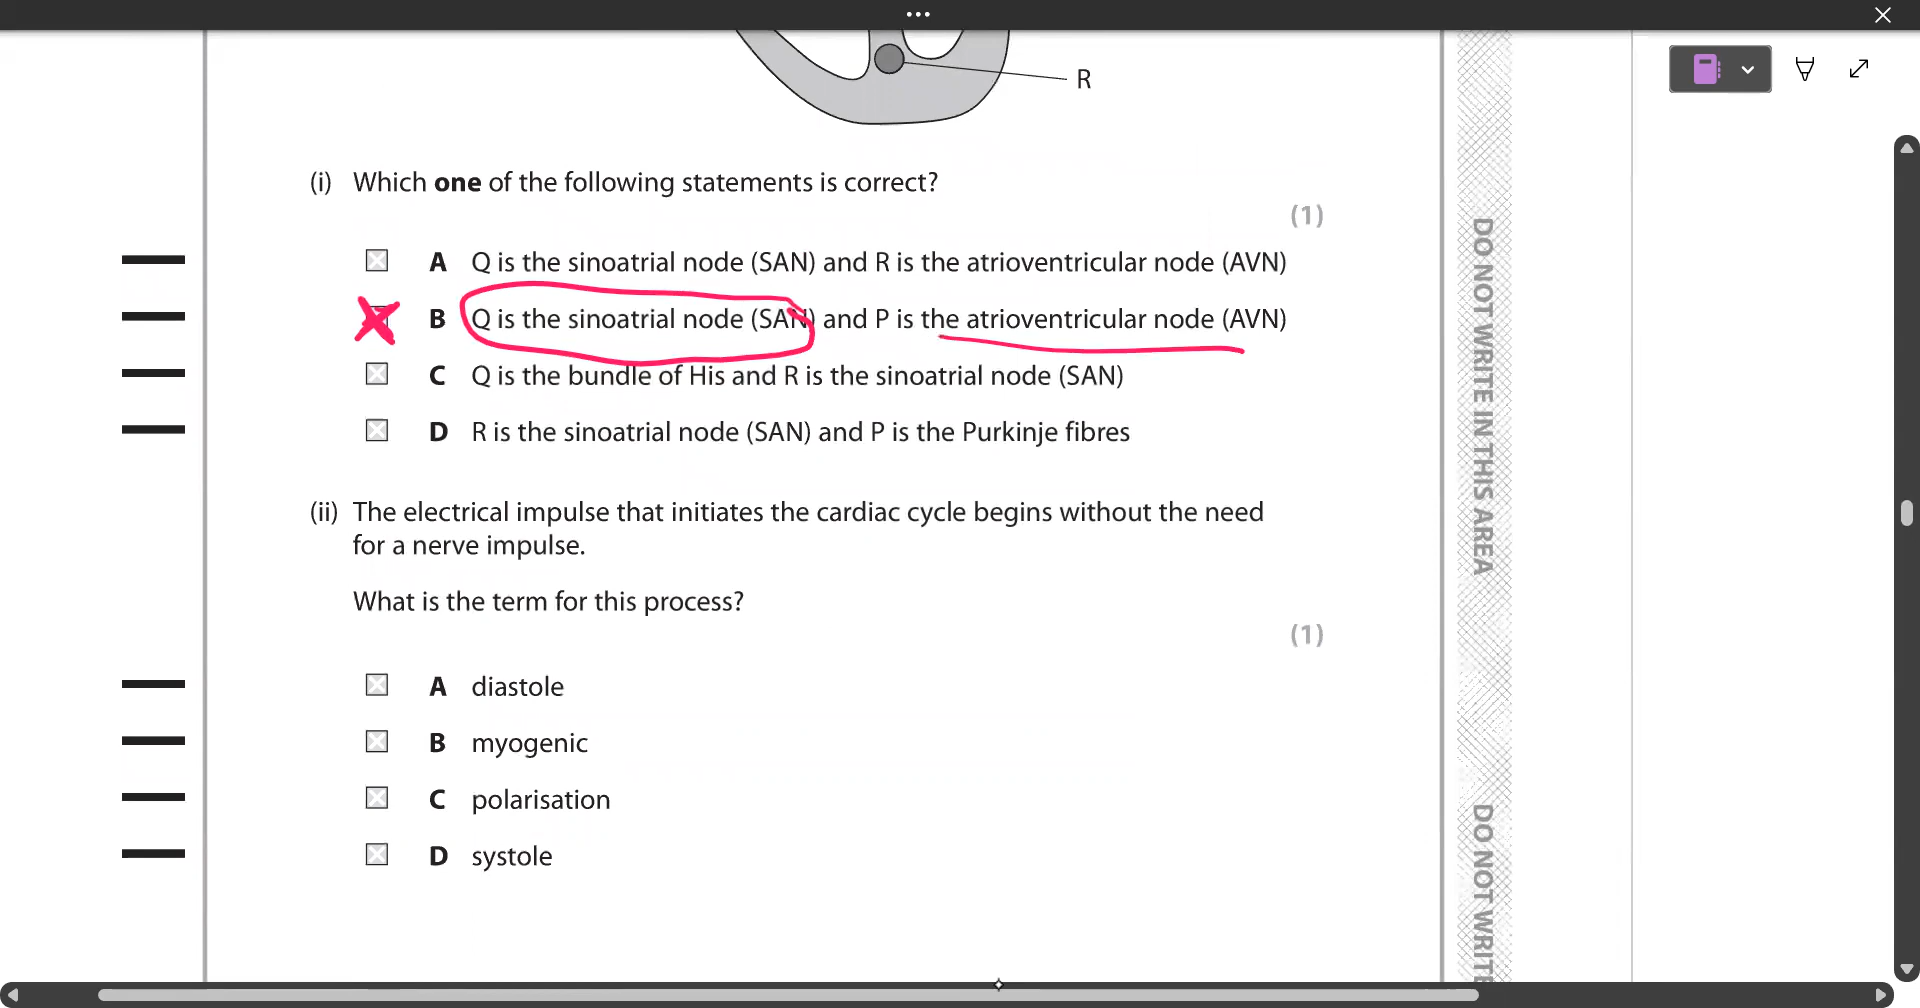 R
(i) Which one of the following statements is correct?
(1)
A Q is the sinoatrial node (SAN) and R is the atrioventricular node (AVN)
B Q is the sinoatrial node (SAN) and P is the atrioventricular node (AVN)
C Q is the bundle of His and R is the sinoatrial node (SAN)
D R is the sinoatrial node (SAN) and P is the Purkinje fibres
(ii) The electrical impulse that initiates the cardiac cycle begins without the need
for a nerve impulse.
What is the term for this process?
(1)
A diastole
B myogenic
C polarisation
D systole
DO NOT WRITE IN THIS AREA
DO NOT WRITE